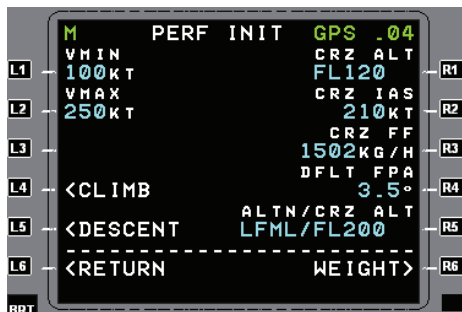 M PERF INIT GPS .04
VMIN CRZ ALT
L1 100KT FL120 R1
VMAX CRZ IAS
L2 250KT 210KT R2
CRZ FF
L3 1502KG/H R3
DFLT FPA
L4 <CLIMB 3.5° R4
ALTN/CRZ ALT
L5 <DESCENT LFML/FL200 R5
L6 <RETURN WEIGHT> R6
BRT